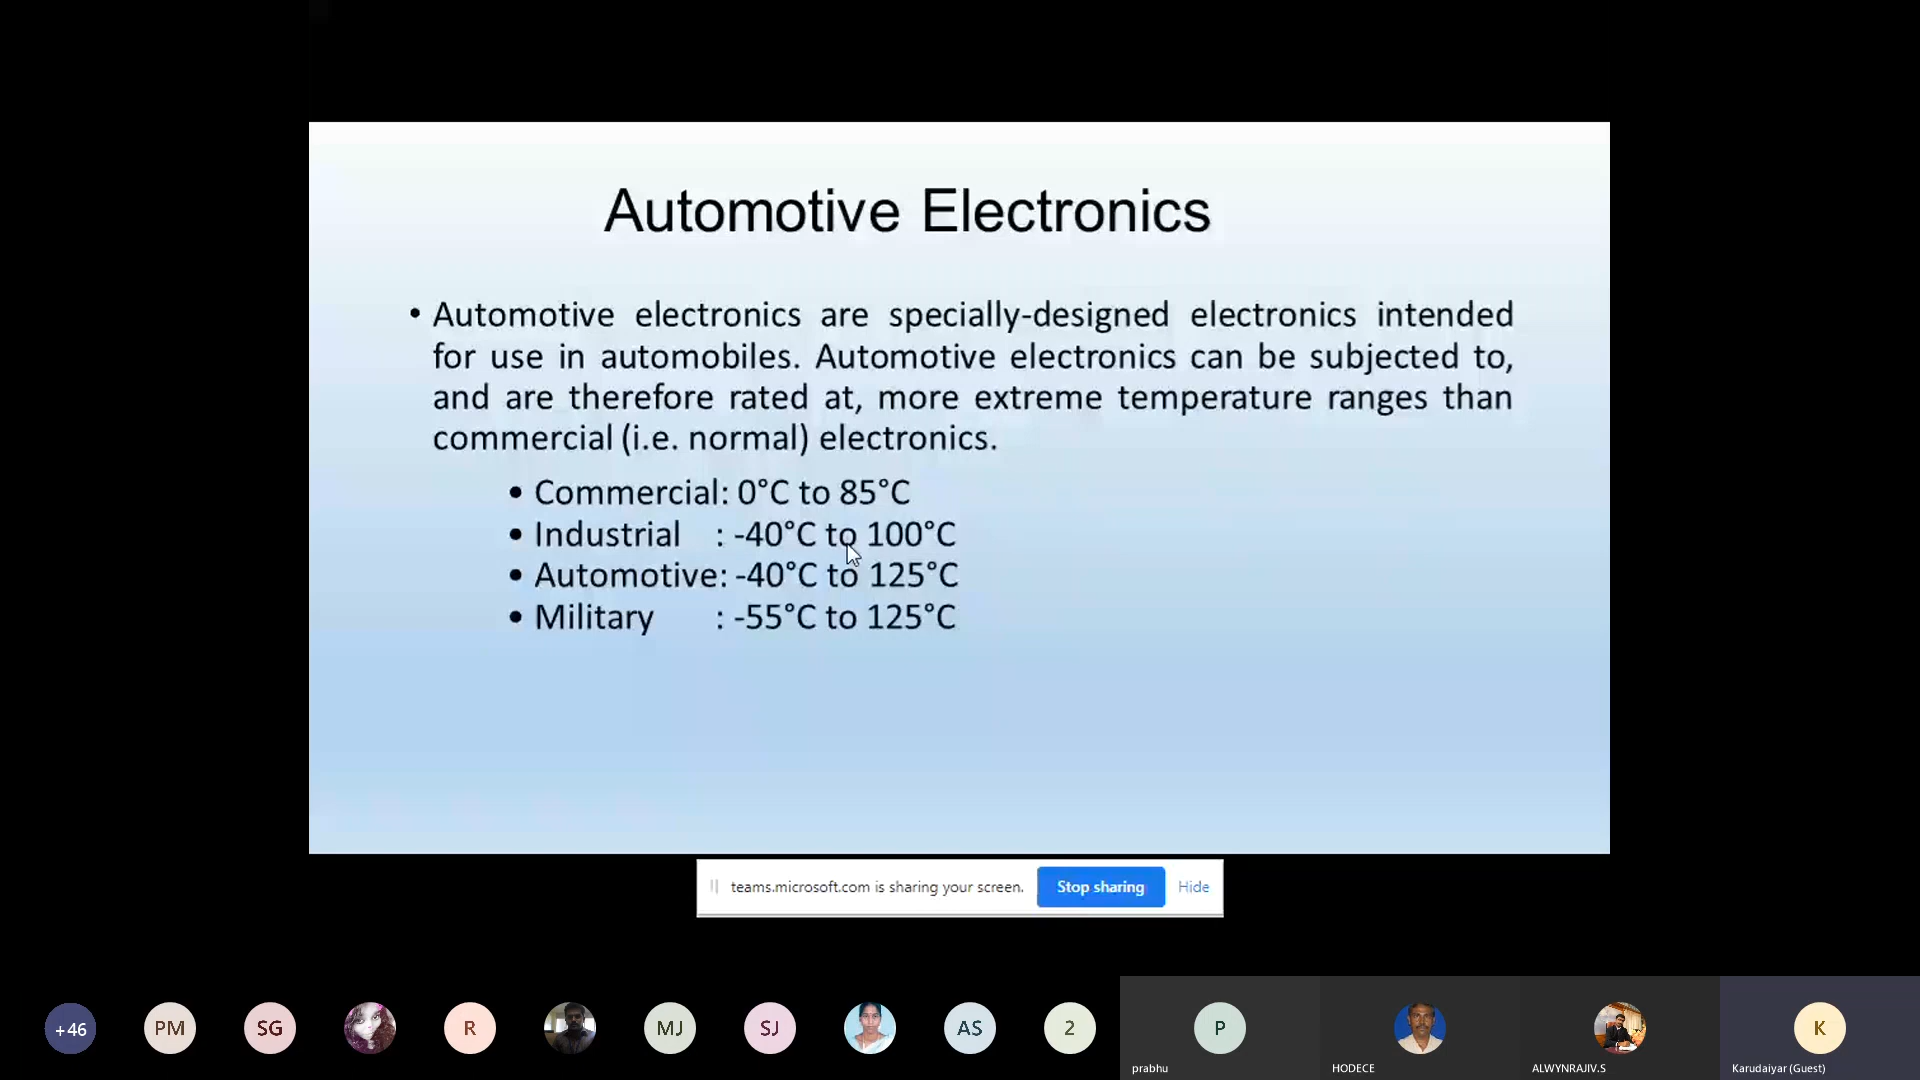 Automotive Electronics
• Automotive electronics are specially-designed electronics intended
for use in automobiles. Automotive electronics can be subjected to,
and are therefore rated at, more extreme temperature ranges than
commercial (i.e. normal) electronics.
• Commercial: 0°C to 85°C
• Industrial : -40°C to 100°C
• Automotive: -40°C to 125°C
• Military : -55°C to 125°C
teams.microsoft.com is sharing your screen. Stop sharing Hide
+46 PM SG R MJ SJ AS 2 P K
prabhu HODECE ALWYNRAJIV.S Karudaiyar (Guest)